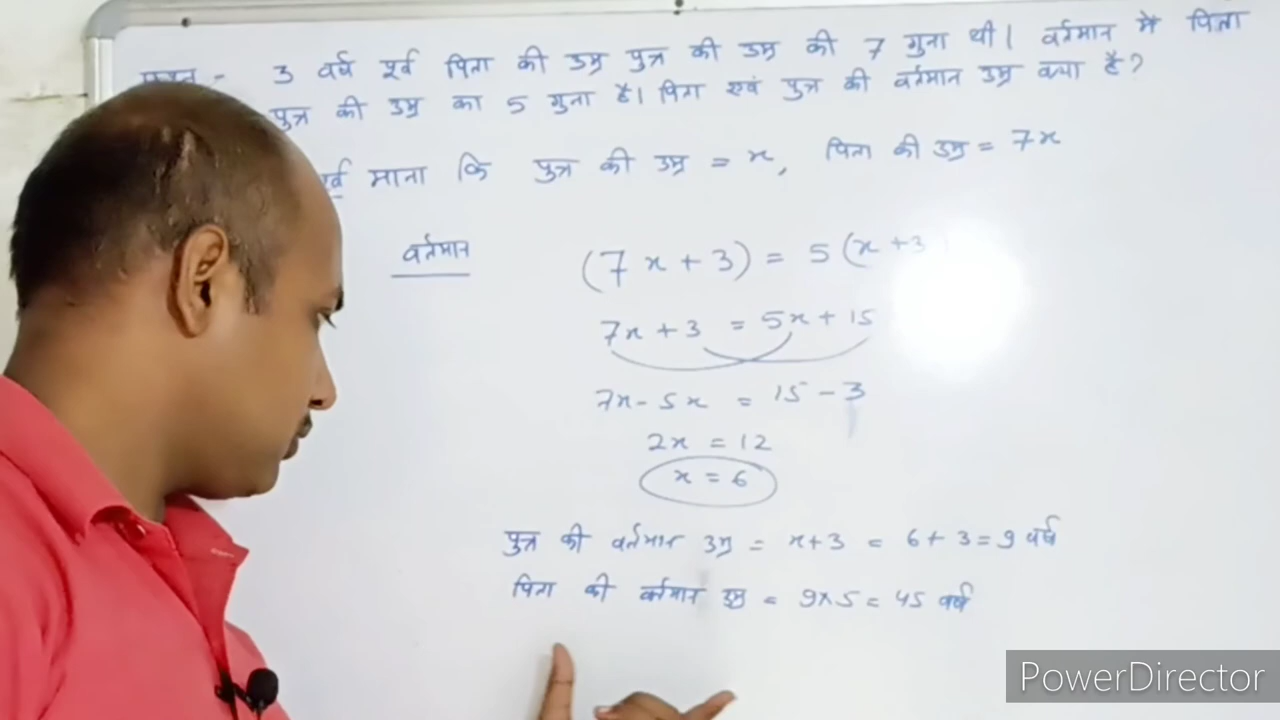 प्रश्न :- 3 वर्ष पूर्व पिता की उम्र पुत्र की उम्र की 7 गुना थी। वर्तमान में पिता
पुत्र की उम्र का 5 गुना है। पिता एवं पुत्र की वर्तमान उम्र क्या है?
माना कि पुत्र की उम्र = x, पिता की उम्र = 7x
वर्तमान (7x+3) = 5(x+3
7x+3 = 5x+15
7x-5x = 15-3
2x = 12
x = 6
पुत्र की वर्तमान उम्र = x+3 = 6+3=9 वर्ष
पिता की वर्तमान उम्र = 9×5 = 45 वर्ष
PowerDirector